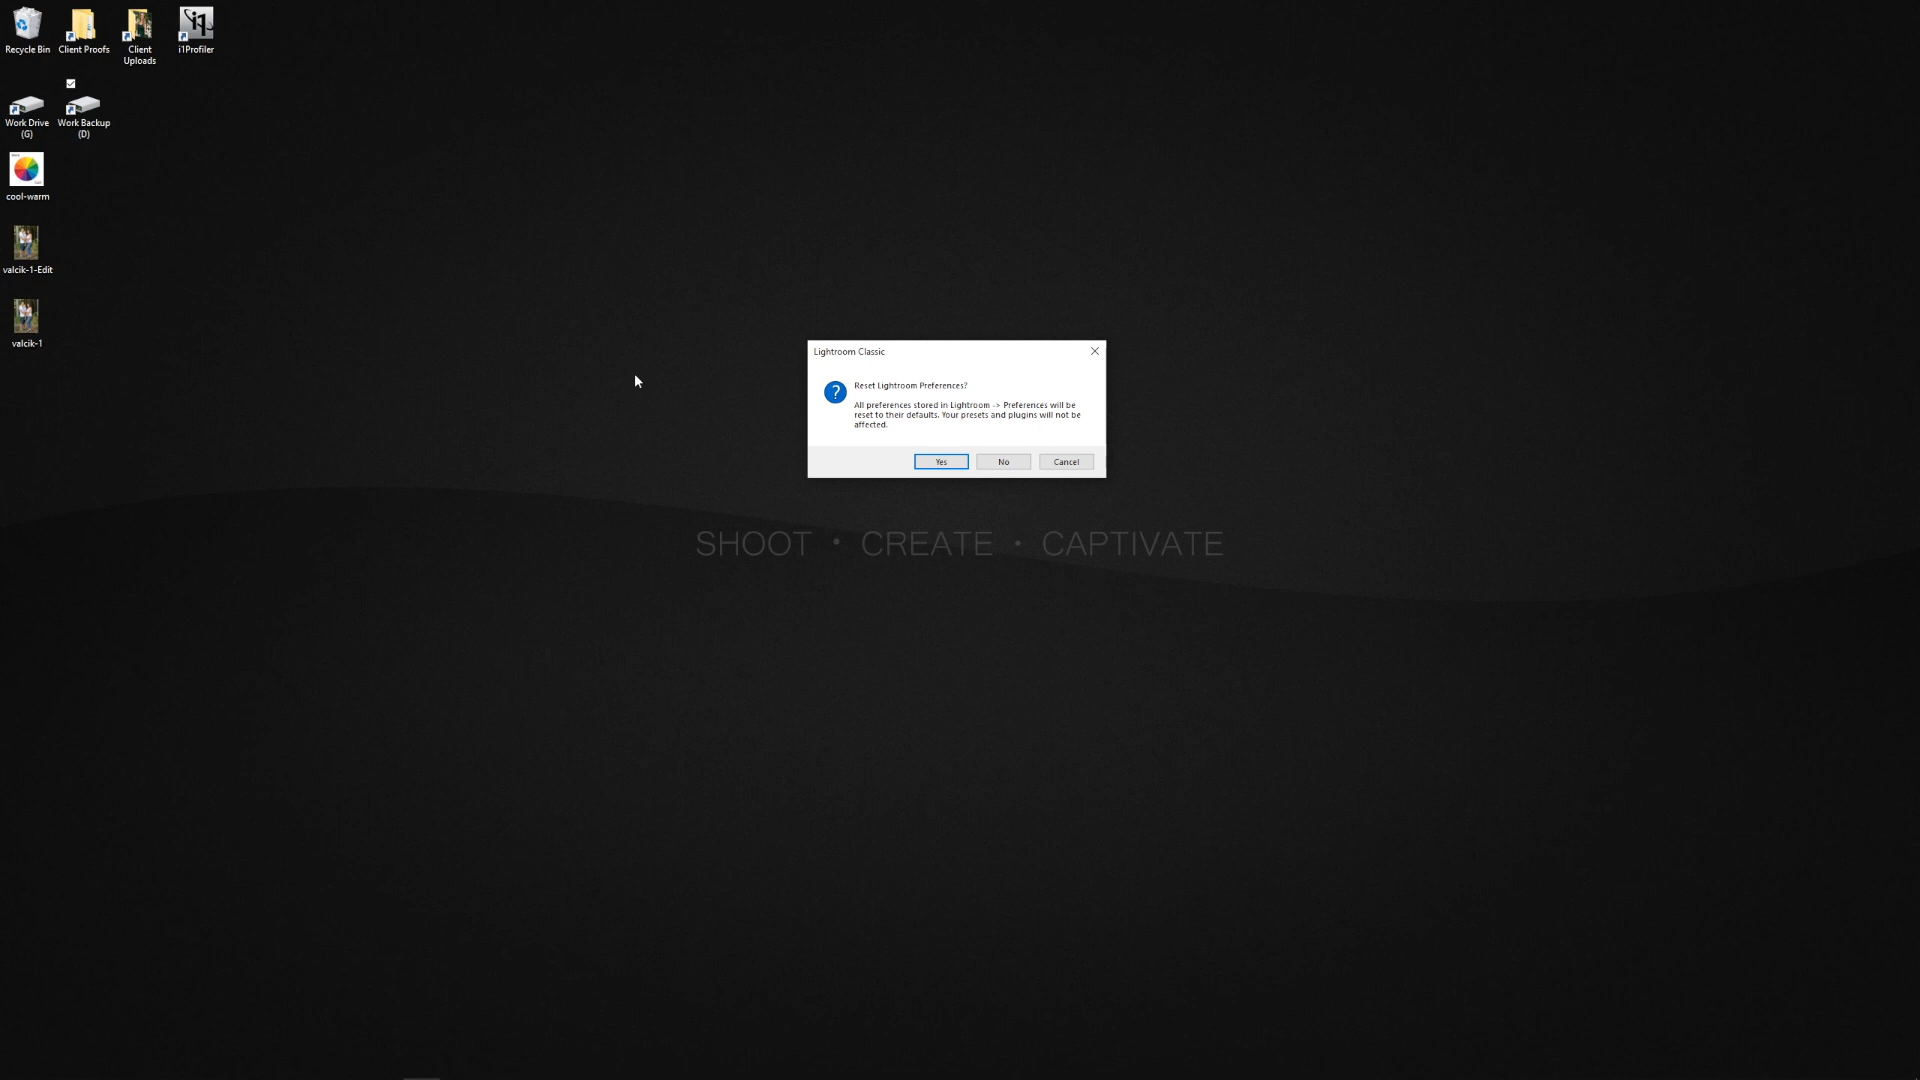 Recycle Bin
Client Proofs
Client
Uploads
i1Profiler
Work Drive
(G)
Work Backup
(D)
cool-warm
valcik-1-Edit
valcik-1
Lightroom Classic
Reset Lightroom Preferences?
All preferences stored in Lightroom -> Preferences will be
reset to their defaults. Your presets and plugins will not be
affected.
Yes
No
Cancel
SHOOT • CREATE • CAPTIVATE